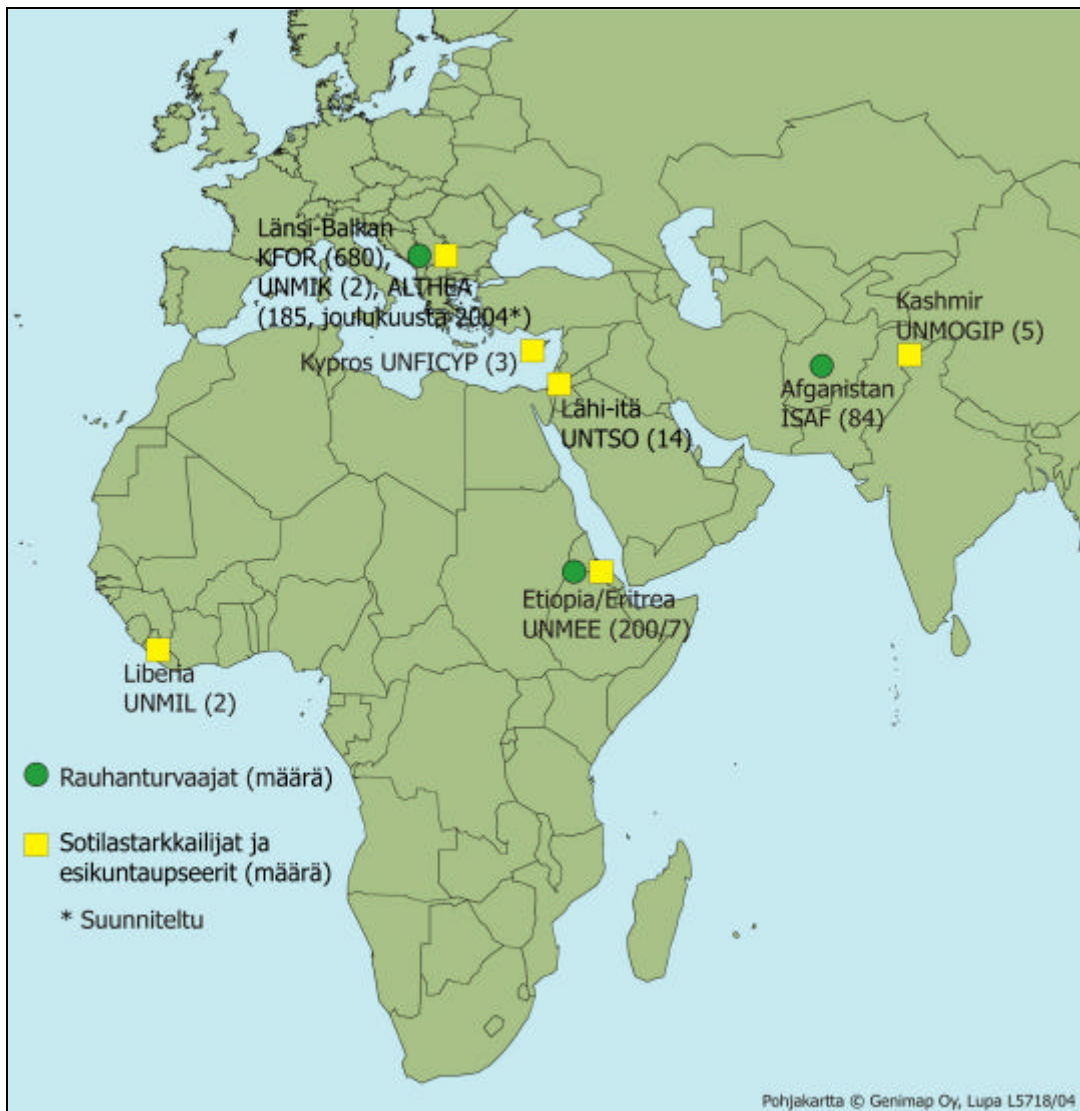 Länsi-Balkan
KFOR (680),
UNMIK (2), ALTHEA
(185, joulukuusta 2004*)
Kypros UNFICYP (3)
Lähi-itä
UNTSO (14)
Kashmir
UNMOGIP (5)
Afganistan
ISAF (84)
Etiopia/Eritrea
UNMEE (200/7)
Liberia
UNMIL (2)
Rauhanturvaajat (määrä)
Sotilastarkkailijat ja
esikuntaupseerit (määrä)
* Suunniteltu
Pohjakartta © Genimap Oy, Lupa L5718/04